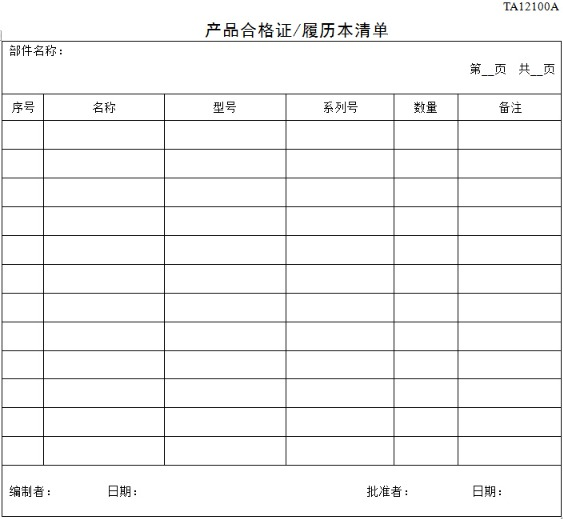 TA12100A
产品合格证/履历本清单
部件名称：
第__页 共__页
序号 名称 型号 系列号 数量 备注
编制者： 日期： 批准者： 日期：